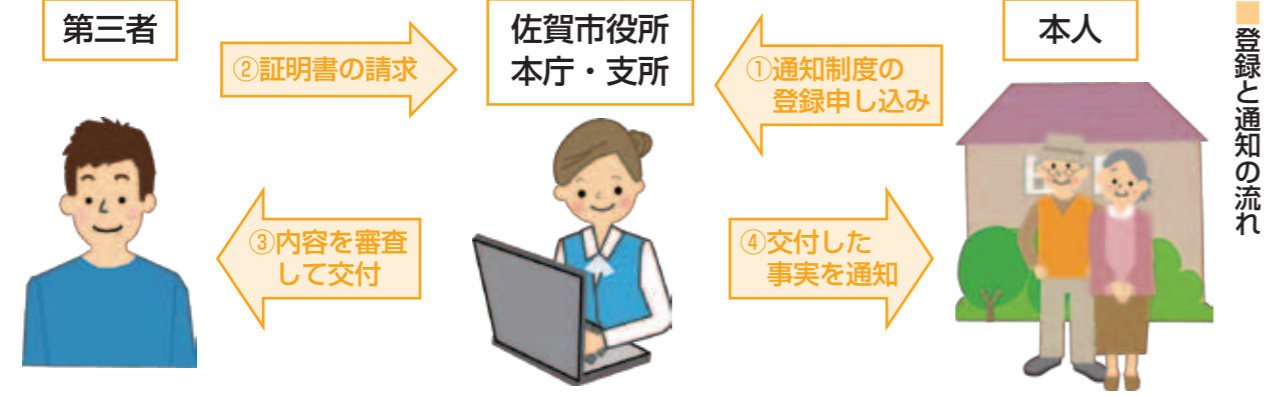 ■登録と通知の流れ
第三者
②証明書の請求
佐賀市役所
本庁・支所
①通知制度の
登録申し込み
本人
③内容を審査
して交付
④交付した
事実を通知